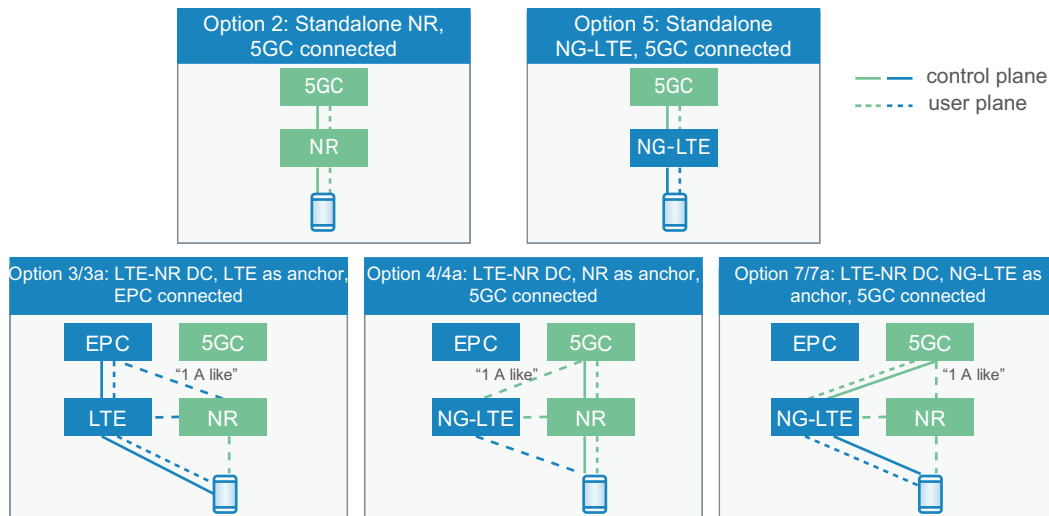 Option 2: Standalone NR,
5GC connected
5GC
NR
Option 5: Standalone
NG-LTE, 5GC connected
5GC
NG-LTE
control plane
user plane
Option 3/3a: LTE-NR DC, LTE as anchor,
EPC connected
EPC
5GC
“1 A like”
LTE
NR
Option 4/4a: LTE-NR DC, NR as anchor,
5GC connected
EPC
5GC
“1 A like”
NG-LTE
NR
Option 7/7a: LTE-NR DC, NG-LTE as
anchor, 5GC connected
EPC
5GC
“1 A like”
NG-LTE
NR